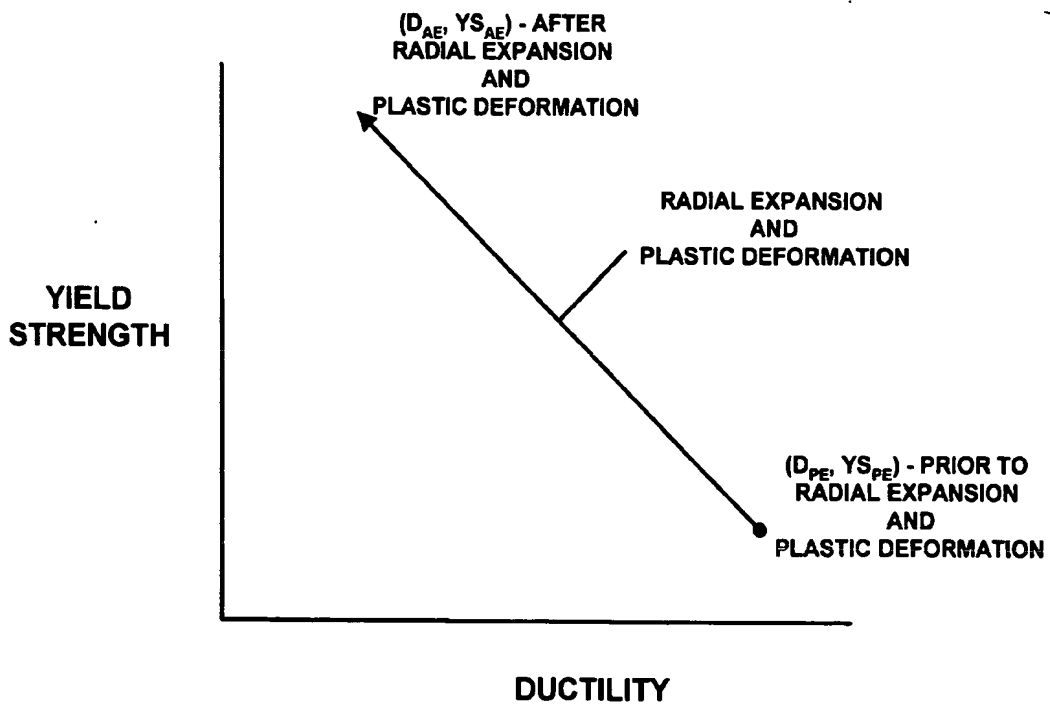 (D_AE, YS_AE) - AFTER
RADIAL EXPANSION
AND
PLASTIC DEFORMATION
RADIAL EXPANSION
AND
PLASTIC DEFORMATION
YIELD
STRENGTH
(D_PE, YS_PE) - PRIOR TO
RADIAL EXPANSION
AND
PLASTIC DEFORMATION
DUCTILITY